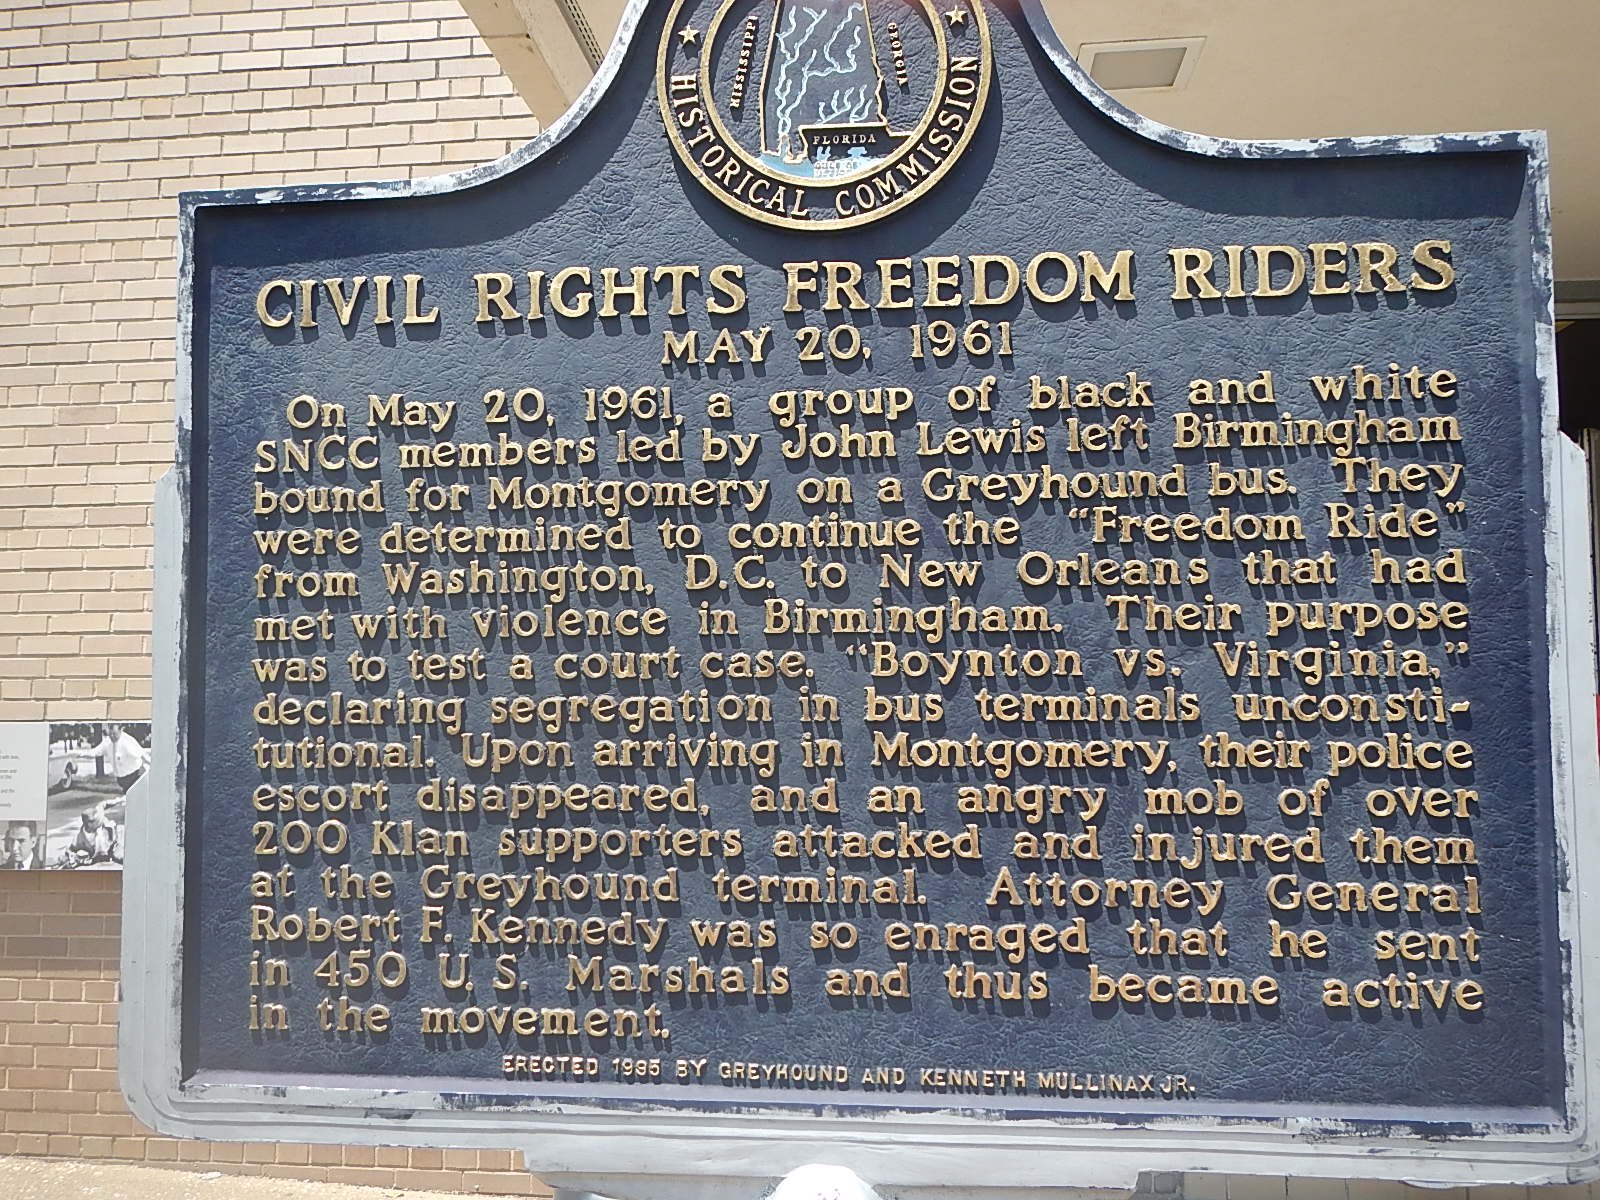 MISSISSIPPI
GEORGIA
FLORIDA
HISTORICAL COMMISSION
CIVIL RIGHTS FREEDOM RIDERS
MAY 20, 1961
On May 20, 1961, a group of black and white
SNCC members led by John Lewis left Birmingham
bound for Montgomery on a Greyhound bus. They
were determined to continue the "Freedom Ride"
from Washington, D.C. to New Orleans that had
met with violence in Birmingham. Their purpose
was to test a court case. "Boynton vs. Virginia,"
declaring segregation in bus terminals unconsti-
tutional. Upon arriving in Montgomery, their police
escort disappeared, and an angry mob of over
200 Klan supporters attacked and injured them
at the Greyhound terminal. Attorney General
Robert F. Kennedy was so enraged that he sent
in 450 U.S. Marshals and thus became active
in the movement.
ERECTED 1995 BY GREYHOUND AND KENNETH MULLINAX JR.